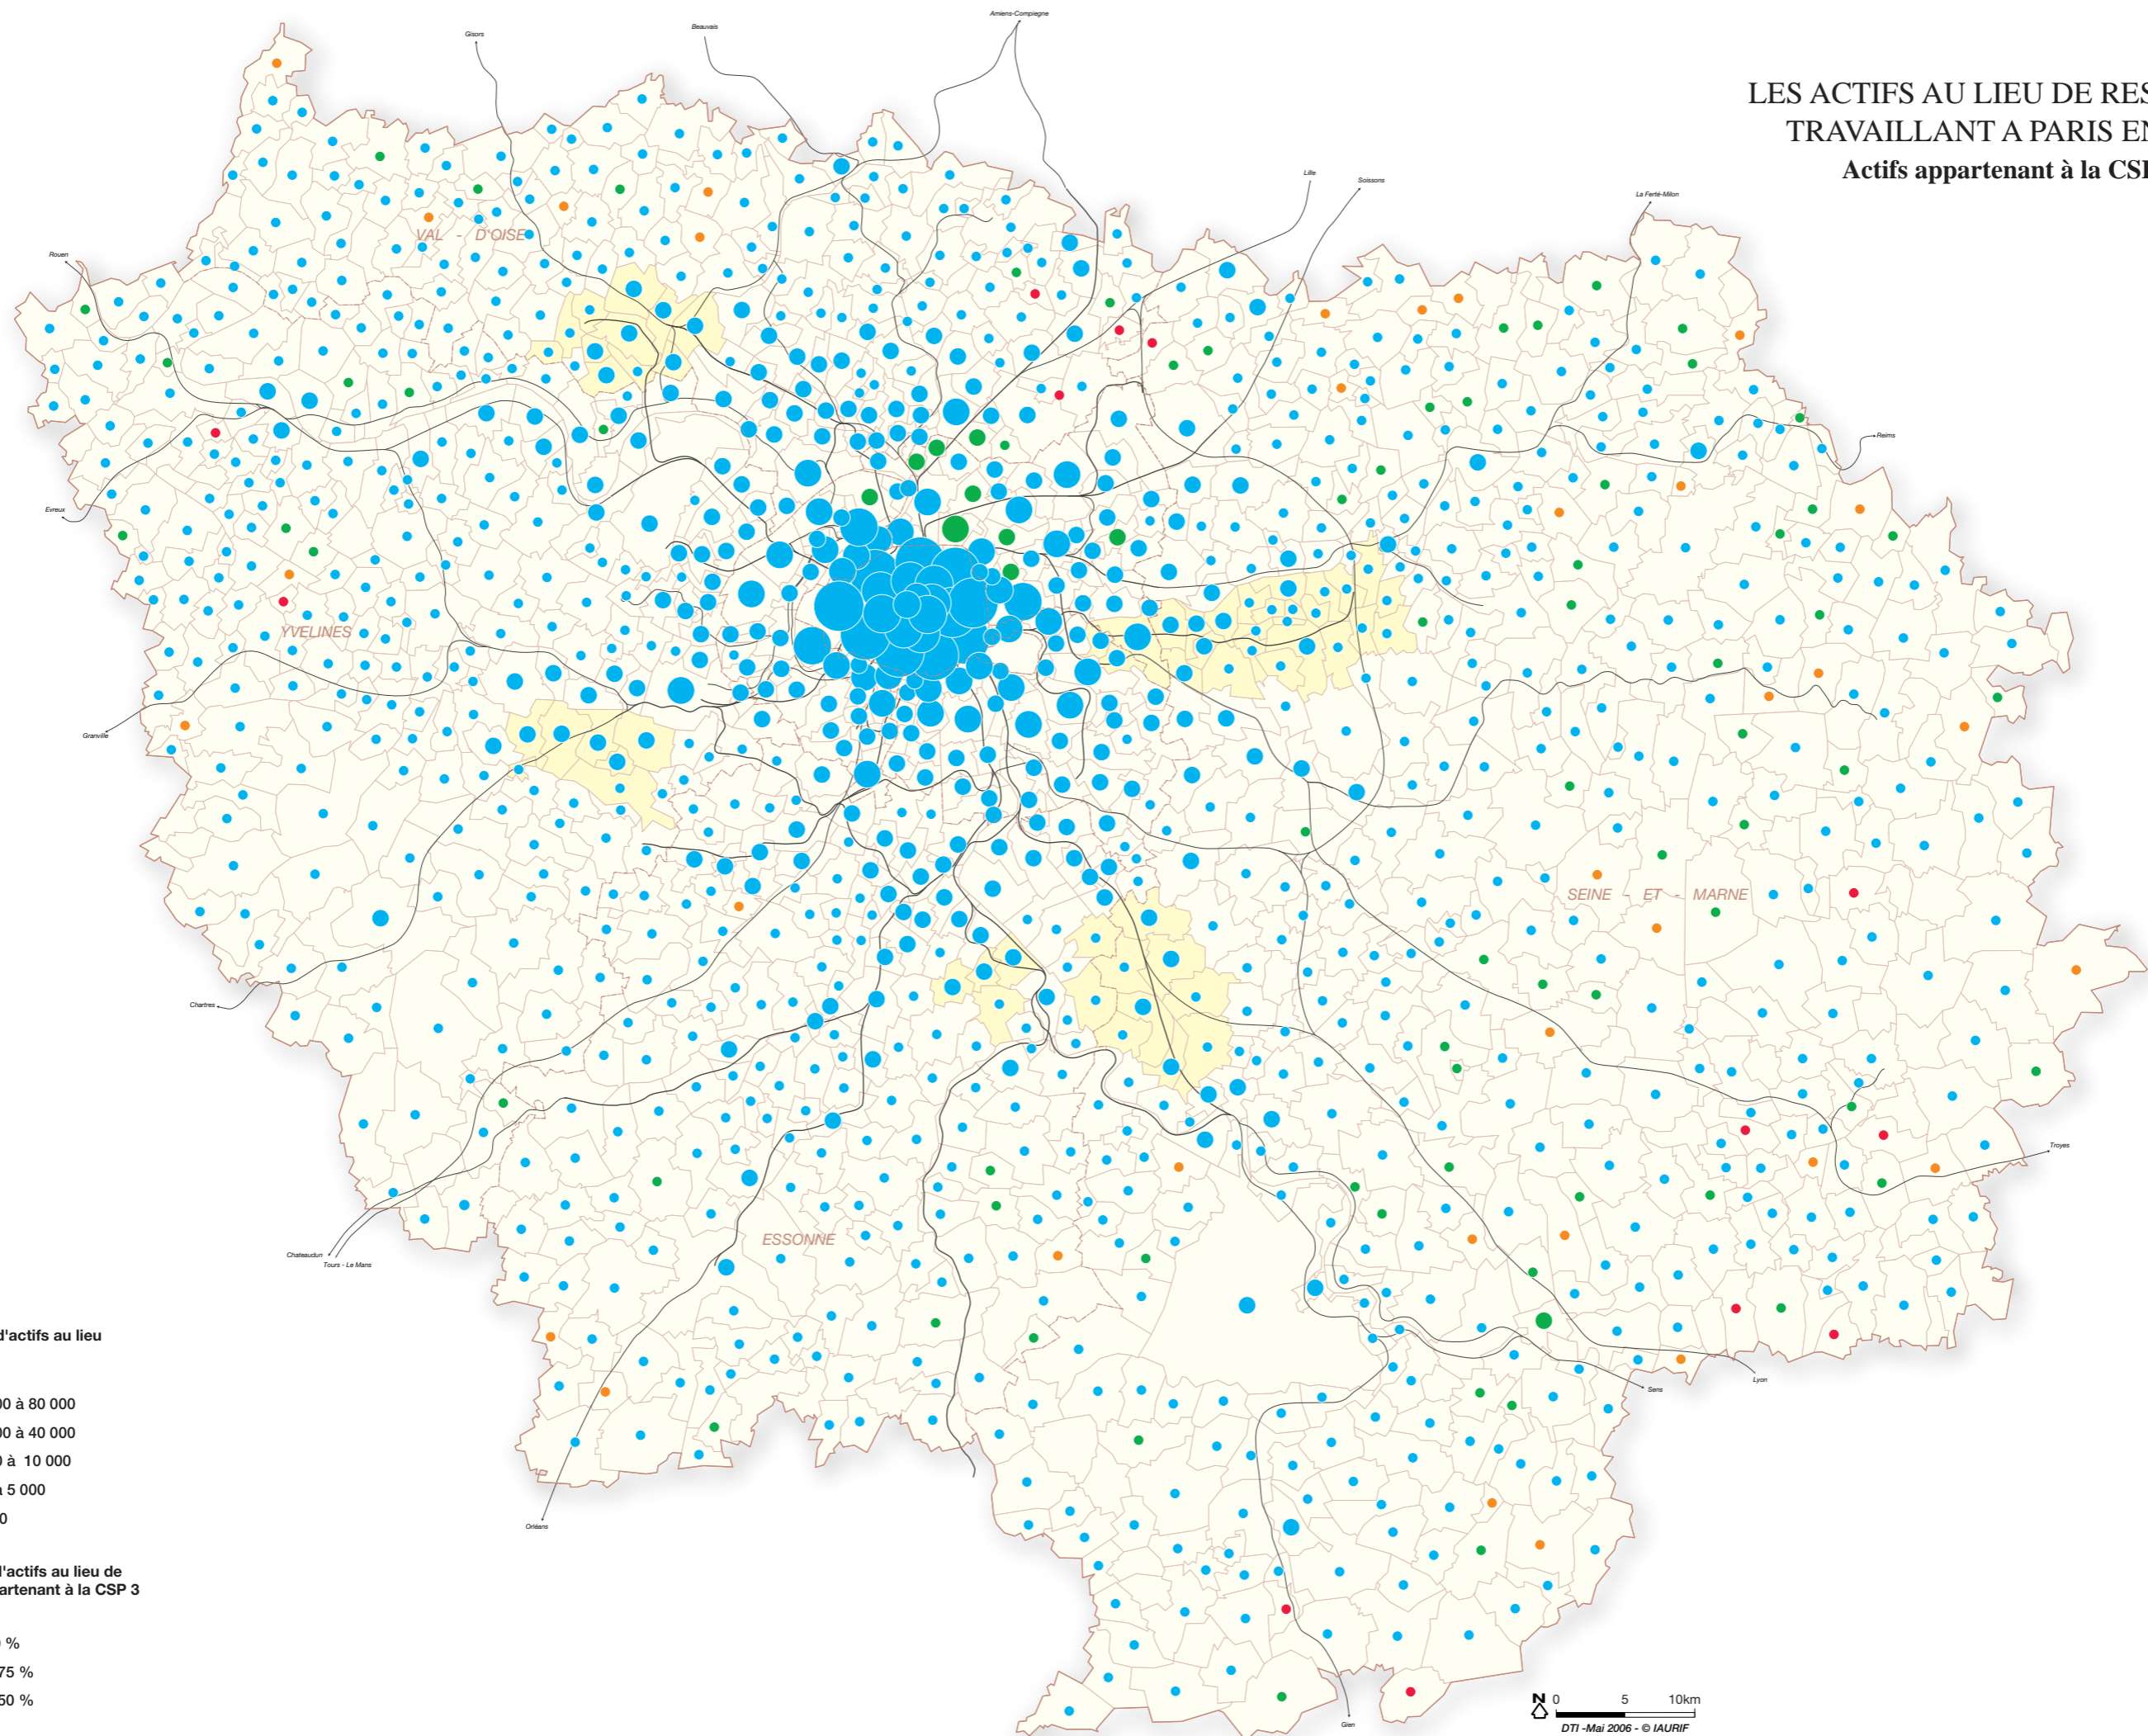 Amiens-Compiegne
Beauvais
Gisors
LES ACTIFS AU LIEU DE RES
TRAVAILLANT A PARIS EN
Actifs appartenant à la CSP
Lille
Soissons
La Ferté-Milon
VAL - D'OISE
Rouen
Reims
Evreux
YVELINES
Granville
SEINE - ET - MARNE
Chartres
Troyes
ESSONNE
Chateaudun
Tours - Le Mans
d'actifs au lieu
00 à 80 000
00 à 40 000
0 à 10 000
à 5 000
0
Lyon
Sens
Orléans
d'actifs au lieu de
partenant à la CSP 3
%
75 %
50 %
Gien
N 0 5 10km
DTI -Mai 2006 - © IAURIF